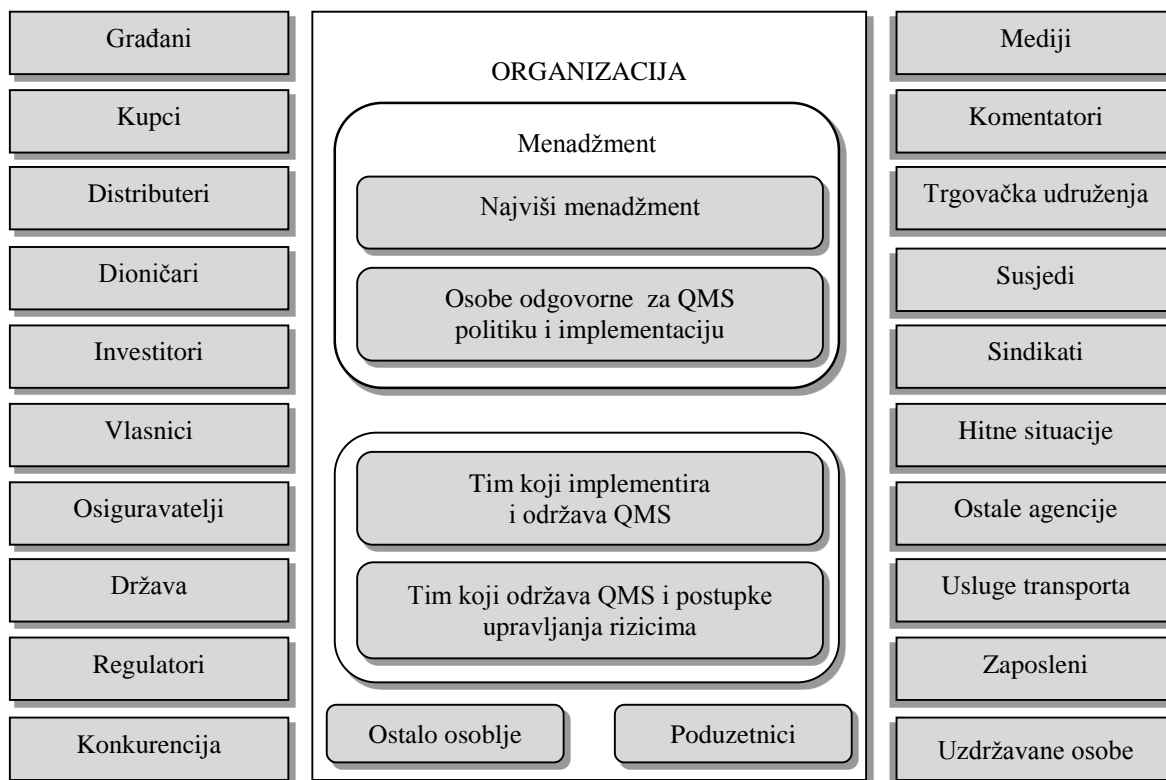 Građani
Kupci
Distributeri
Dioničari
Investitori
Vlasnici
Osiguravatelji
Država
Regulatori
Konkurencija
ORGANIZACIJA
Menadžment
Najviši menadžment
Osobe odgovorne za QMS
politiku i implementaciju
Tim koji implementira
i održava QMS
Tim koji održava QMS i postupke
upravljanja rizicima
Ostalo osoblje
Poduzetnici
Mediji
Komentatori
Trgovačka udruženja
Susjedi
Sindikati
Hitne situacije
Ostale agencije
Usluge transporta
Zaposleni
Uzdržavane osobe